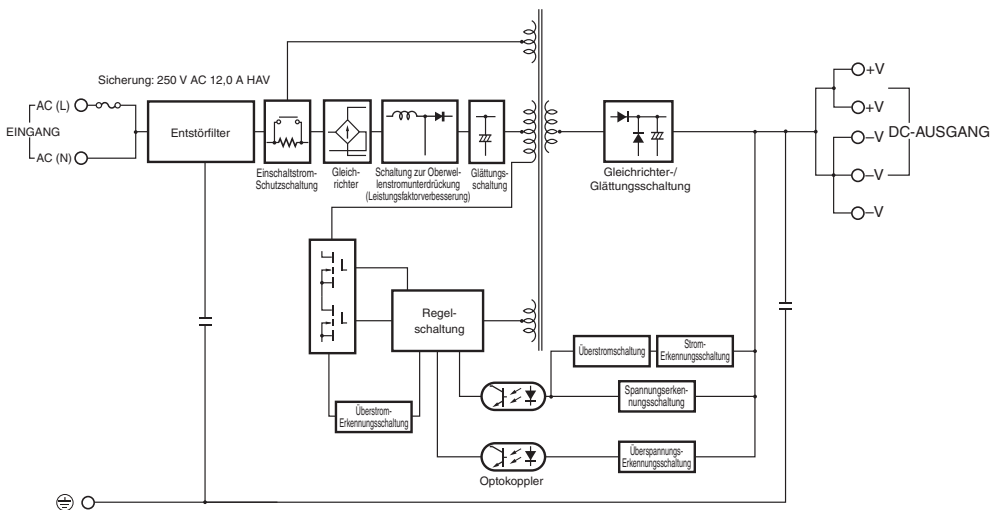 Sicherung: 250 V AC 12,0 A HAV
AC (L)
EINGANG
AC (N)
Entstörfilter
Einschaltstrom-
Schutzschaltung
Gleich-
richter
Schaltung zur Oberwel-
lenstromunterdrückung
(Leistungsfaktorverbesserung)
Glättungs-
schaltung
Gleichrichter-/
Glättungsschaltung
+V
+V
–V
–V
–V
DC-AUSGANG
Regel-
schaltung
Überstromschaltung
Strom-
Erkennungsschaltung
Überstrom-
Erkennungsschaltung
Spannungserken-
nungsschaltung
Überspannungs-
Erkennungsschaltung
Optokoppler